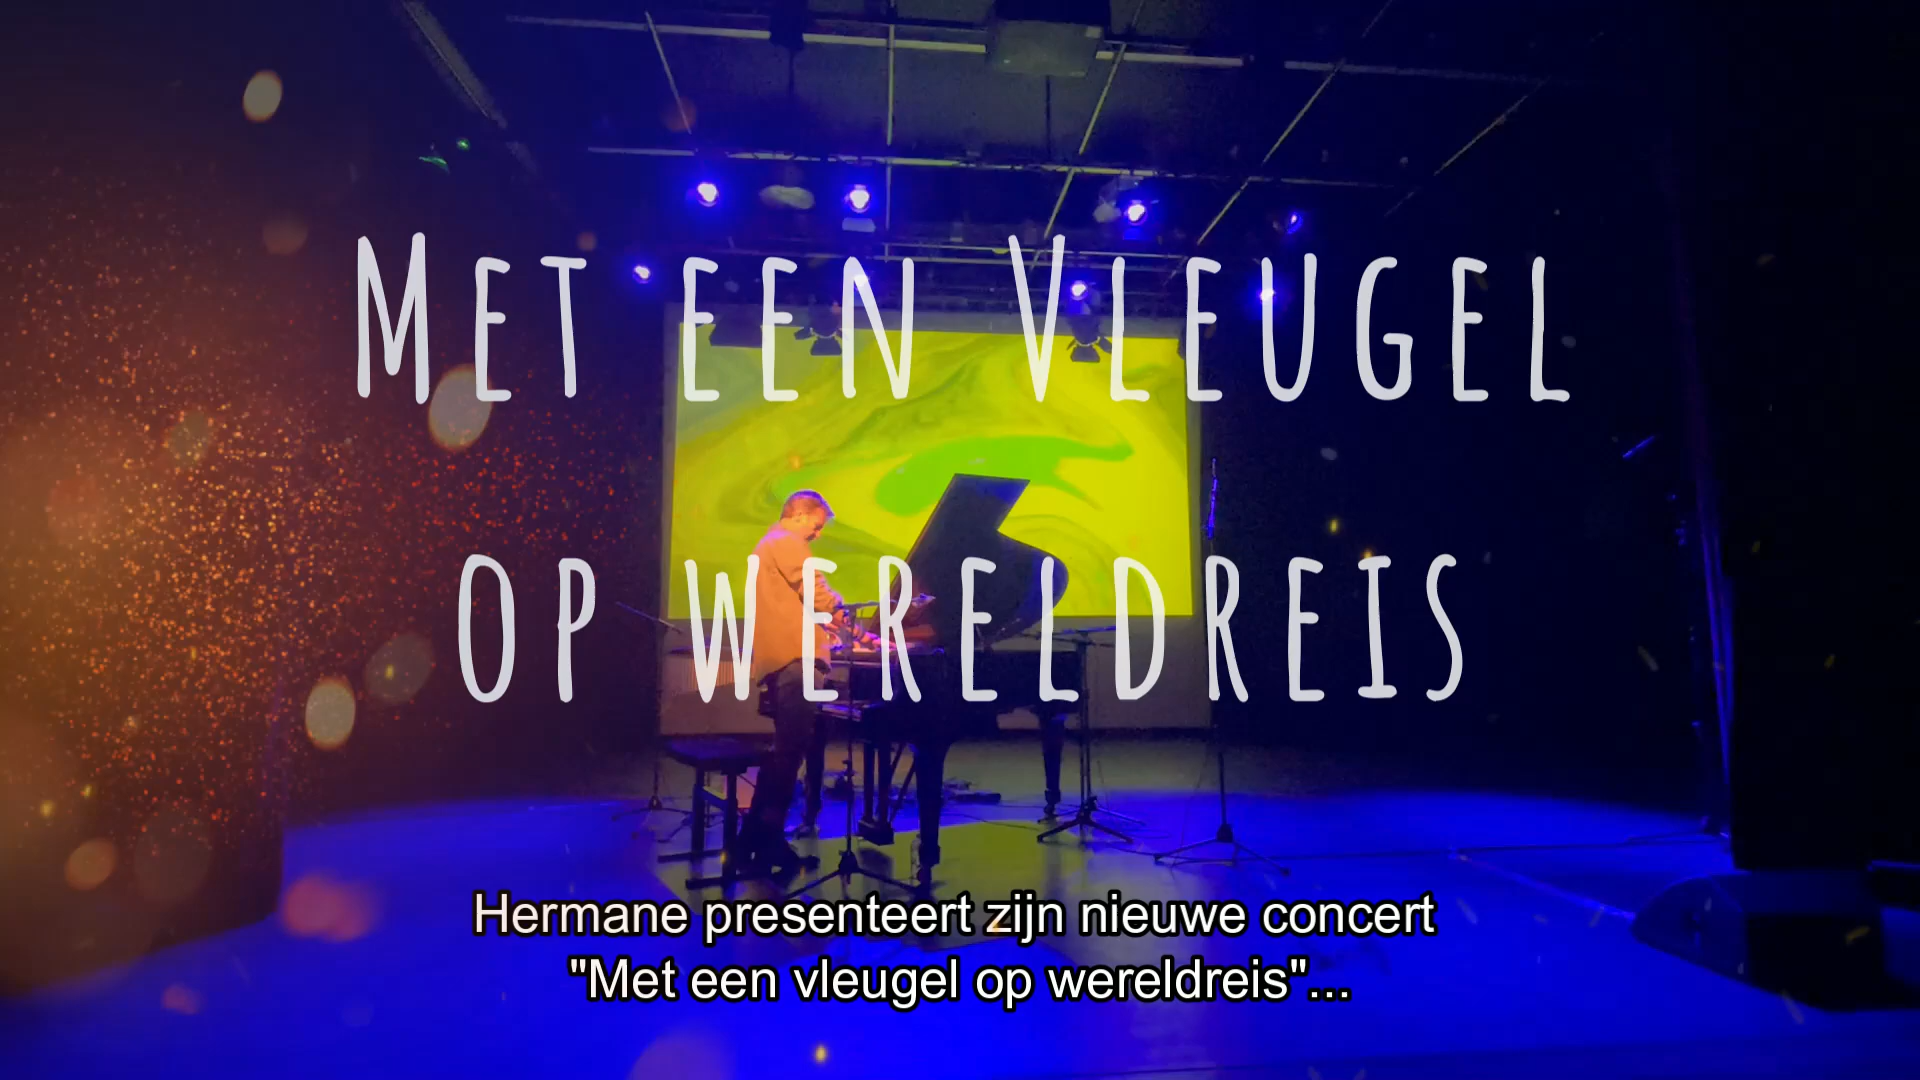 Met een Vleugel
op wereldreis
Hermane presenteert zijn nieuwe concert
"Met een vleugel op wereldreis"...